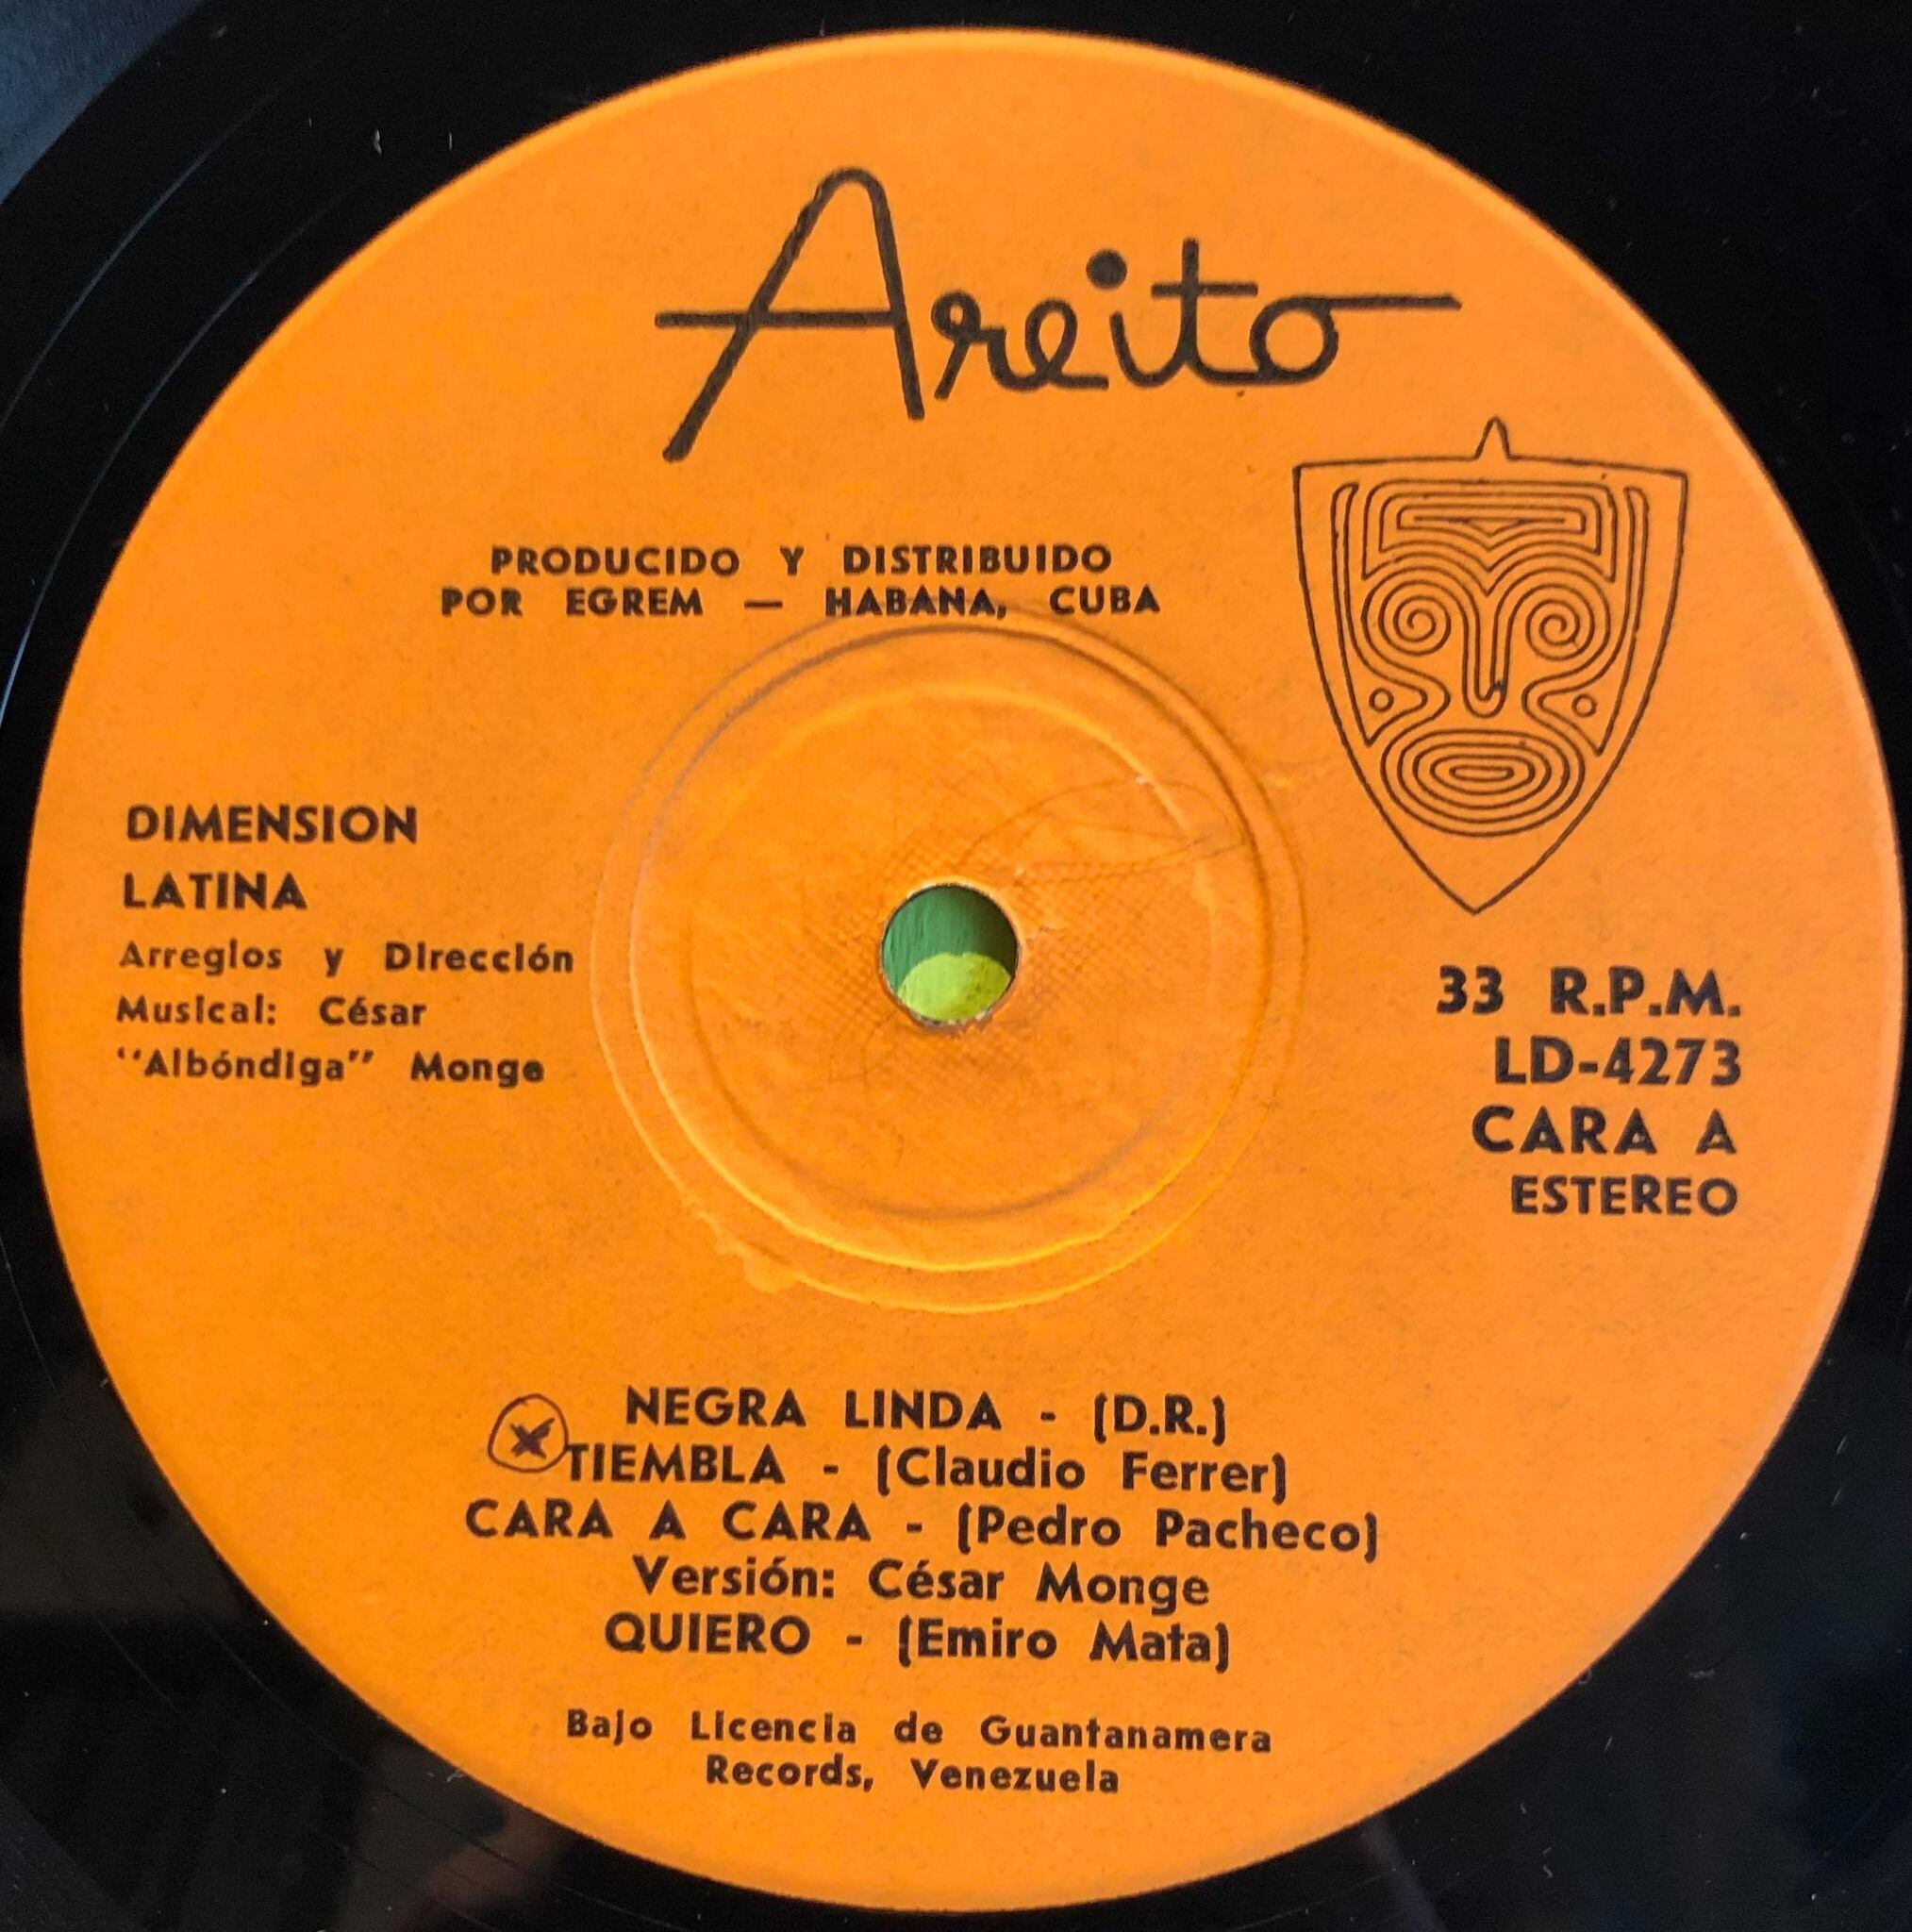 Areito
PRODUCIDO Y DISTRIBUIDO
POR EGREM — HABANA, CUBA
DIMENSION
LATINA
Arreglos y Dirección
Musical: César
"Albóndiga" Monge
33 R.P.M.
LD-4273
CARA A
ESTEREO
NEGRA LINDA - (D.R.)
TIEMBLA - (Claudio Ferrer)
CARA A CARA - (Pedro Pacheco)
Versión: César Monge
QUIERO - (Emiro Mata)
Bajo Licencia de Guantanamera
Records, Venezuela